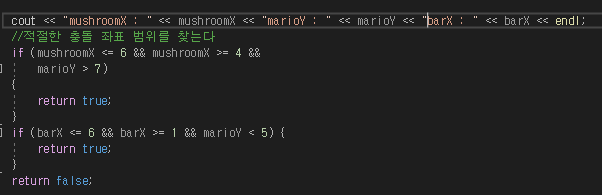 cout << "mushroomX : " << mushroomX << "marioY : " << marioY << "barX : " << barX << endl;
//적절한 충돌 좌표 범위를 찾는다
if (mushroomX <= 6 && mushroomX >= 4 &&
marioY > 7)
{
return true;
}
if (barX <= 6 && barX >= 1 && marioY < 5) {
return true;
}
return false;